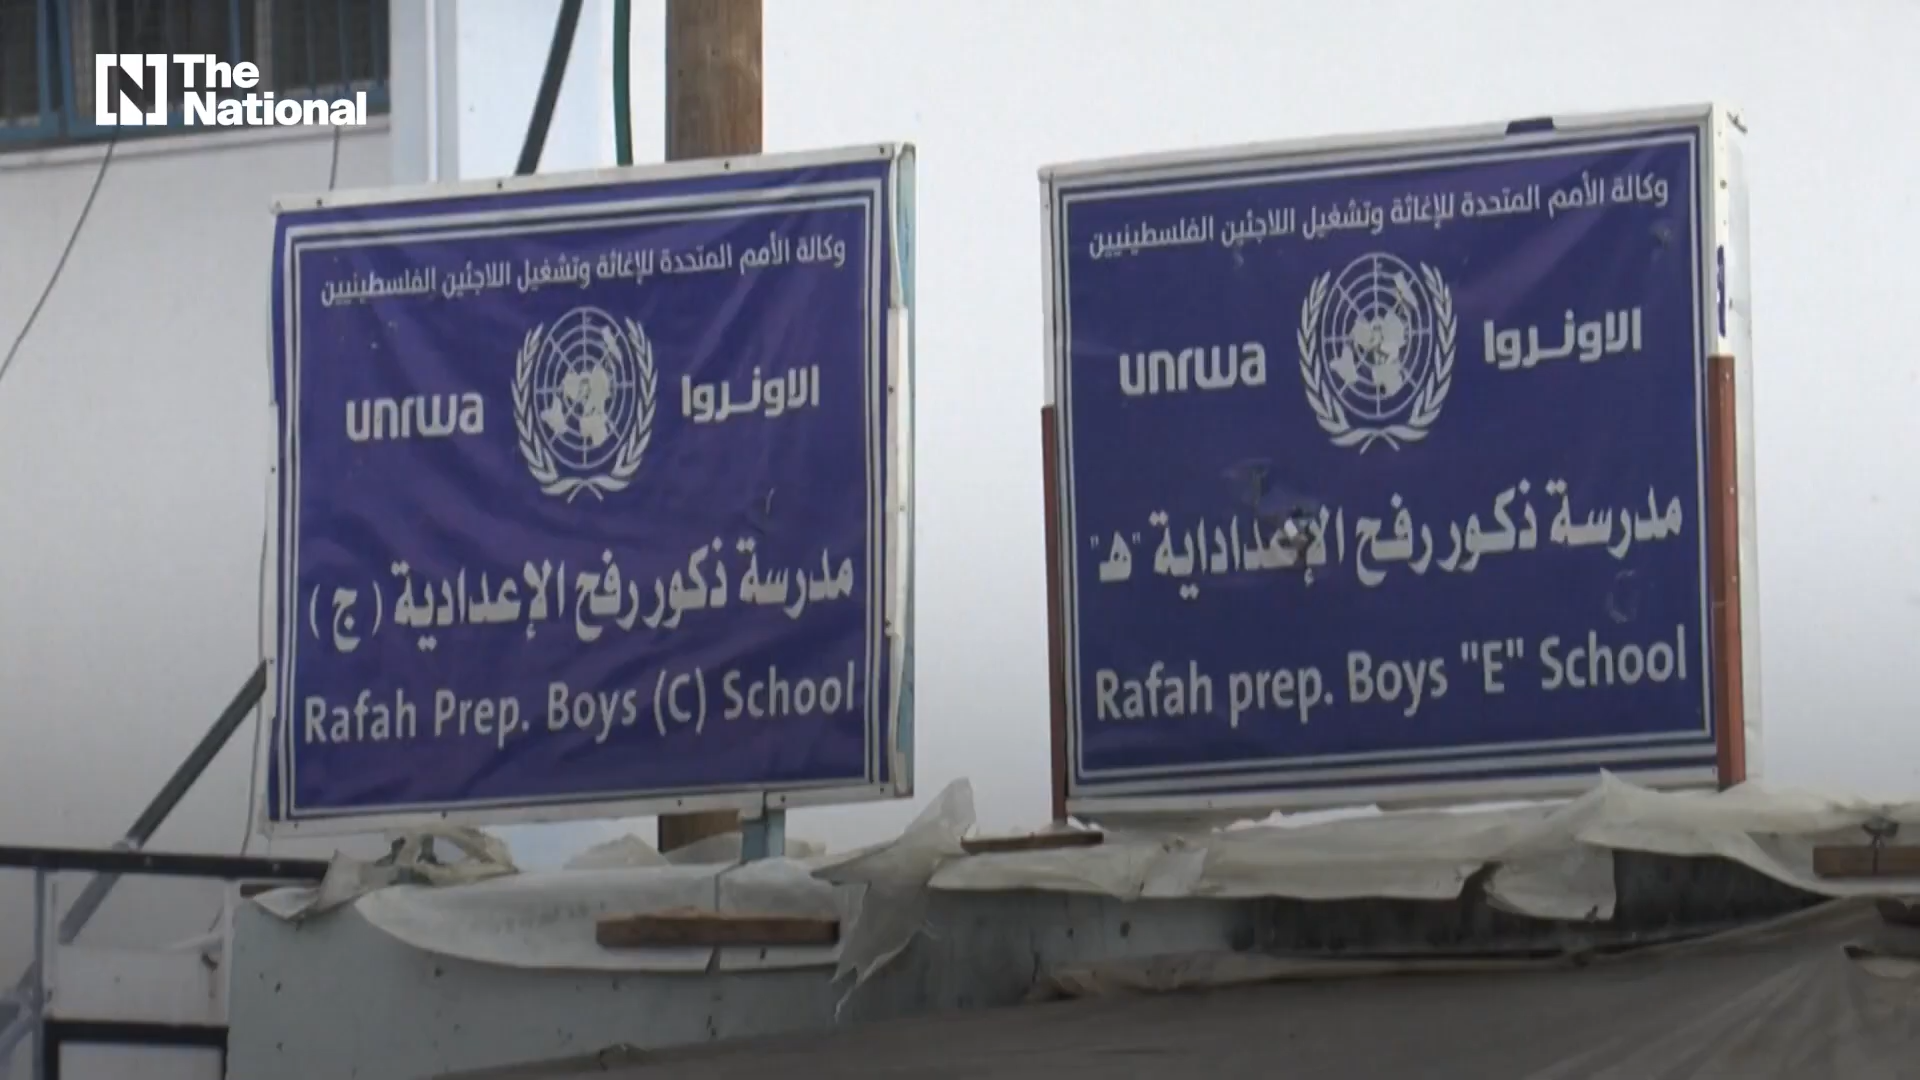 The
National
وكالة الأمم المتحدة للإغاثة وتشغيل اللاجئين الفلسطينيين
unrwa الاونروا
مدرسة ذكور رفح الإعدادية (ج)
Rafah Prep. Boys (C) School
وكالة الأمم المتحدة للإغاثة وتشغيل اللاجئين الفلسطينيين
unrwa الاونروا
مدرسة ذكور رفح الإعداداية "هـ"
Rafah prep. Boys "E" School